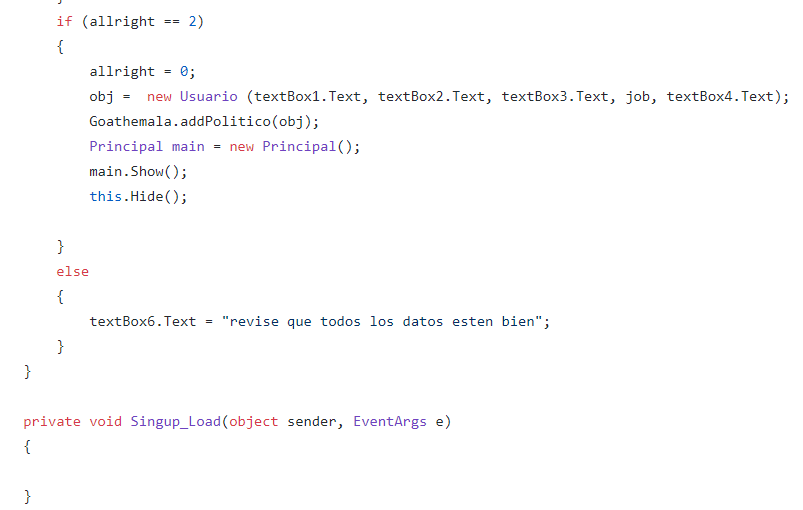 }
if (allright == 2)
{
allright = 0;
obj =  new Usuario (textBox1.Text, textBox2.Text, textBox3.Text, job, textBox4.Text);
Goathemala.addPolitico(obj);
Principal main = new Principal();
main.Show();
this.Hide();
}
else
{
textBox6.Text = "revise que todos los datos esten bien";
}
}
private void Singup_Load(object sender, EventArgs e)
{
}